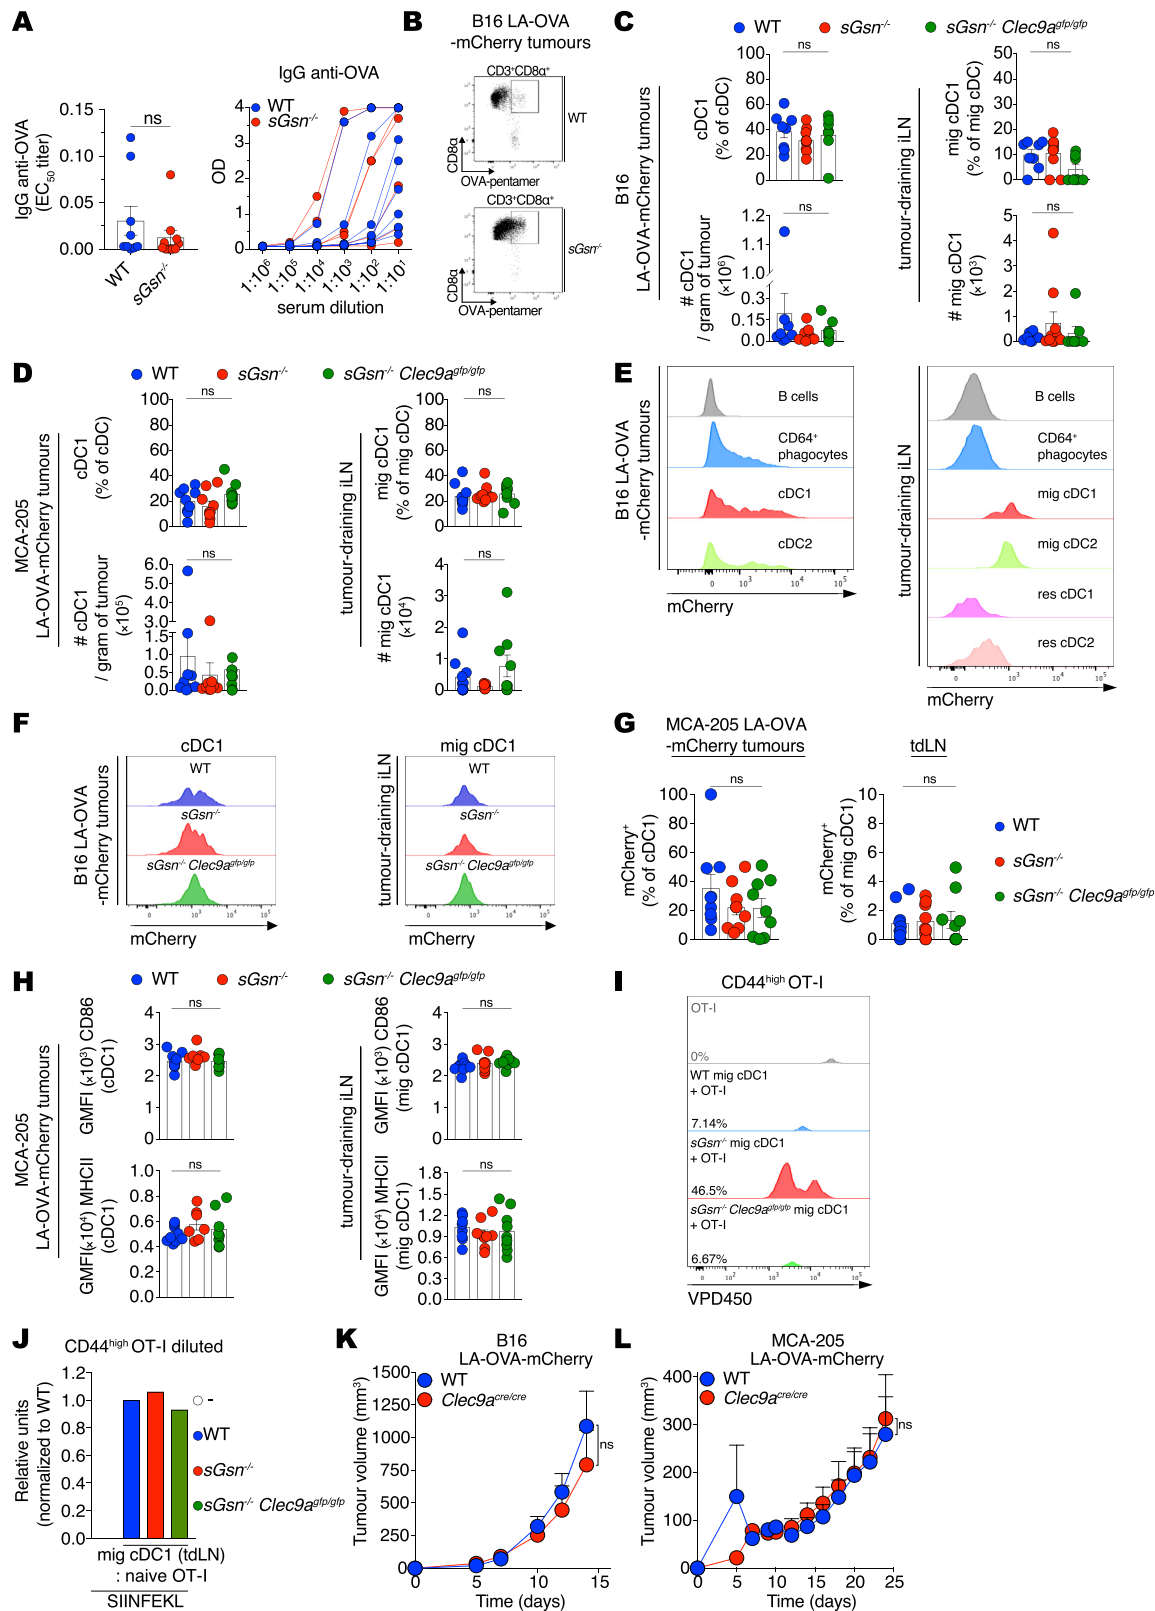 A
IgG anti-OVA
(EC50 titer)
0.15
0.10
0.05
0.00
ns
WT
sGsn-/-
IgG anti-OVA
WT
sGsn-/-
OD
4
3
2
1
0
1:10⁶
1:10⁵
1:10⁴
1:10³
1:10²
1:10¹
serum dilution
B
B16 LA-OVA
-mCherry tumours
CD3⁺CD8α⁺
WT
CD8α
OVA-pentamer
CD3⁺CD8α⁺
sGsn-/-
CD8α
OVA-pentamer
C
WT
sGsn-/-
sGsn-/- Clec9agfp/gfp
B16
LA-OVA-mCherry tumours
cDC1
(% of cDC)
100
80
60
40
20
0
ns
# cDC1
/ gram of tumour
(×10⁶)
1.2
1.0
0.3
0.15
0
ns
tumour-draining iLN
mig cDC1
(% of mig cDC)
50
40
30
20
10
0
ns
# mig cDC1
(×10³)
5
4
3
2
1
0
ns
D
WT
sGsn-/-
sGsn-/- Clec9agfp/gfp
MCA-205
LA-OVA-mCherry tumours
cDC1
(% of cDC)
100
80
60
40
20
0
ns
# cDC1
/ gram of tumour
(×10⁵)
6.0
4.5
3.0
1.5
1.0
0.5
0.0
ns
tumour-draining iLN
mig cDC1
(% of mig cDC)
100
80
60
40
20
0
ns
# mig cDC1
(×10⁴)
4
3
2
1
0
ns
E
B16 LA-OVA
-mCherry tumours
B cells
CD64⁺
phagocytes
cDC1
cDC2
0
10³
10⁴
10⁵
mCherry
tumour-draining iLN
B cells
CD64⁺
phagocytes
mig cDC1
mig cDC2
res cDC1
res cDC2
0
10³
10⁴
10⁵
mCherry
F
B16 LA-OVA
-mCherry tumours
cDC1
WT
sGsn-/-
sGsn-/- Clec9agfp/gfp
0
10³
10⁴
10⁵
mCherry
tumour-draining iLN
mig cDC1
WT
sGsn-/-
sGsn-/- Clec9agfp/gfp
0
10³
10⁴
10⁵
mCherry
G
MCA-205 LA-OVA
-mCherry tumours
mCherry⁺
(% of cDC1)
100
80
60
40
20
0
ns
tdLN
mCherry⁺
(% of mig cDC1)
10
8
6
4
2
0
ns
WT
sGsn-/-
sGsn-/- Clec9agfp/gfp
H
WT
sGsn-/-
sGsn-/- Clec9agfp/gfp
MCA-205
LA-OVA-mCherry tumours
GMFI (×10³) CD86
(cDC1)
4
3
2
1
0
ns
GMFI(×10⁴) MHCII
(cDC1)
1.0
0.8
0.6
0.4
0.2
0.0
ns
tumour-draining iLN
GMFI (×10³) CD86
(mig cDC1)
4
3
2
1
0
ns
GMFI (×10⁴) MHCII
(mig cDC1)
1.8
1.5
1.2
0.9
0.6
0.3
0.0
ns
I
CD44high OT-I
OT-I
0%
WT mig cDC1
+ OT-I
7.14%
sGsn-/- mig cDC1
+ OT-I
46.5%
sGsn-/- Clec9agfp/gfp mig cDC1
+ OT-I
6.67%
0
10³
10⁴
10⁵
VPD450
J
CD44high OT-I diluted
Relative units
(normalized to WT)
1.2
1.0
0.8
0.6
0.4
0.2
0.0
-
WT
sGsn-/-
sGsn-/- Clec9agfp/gfp
mig cDC1 (tdLN)
: naive OT-I
SIINFEKL
K
B16
LA-OVA-mCherry
WT
Clec9acre/cre
Tumour volume (mm³)
1500
1250
1000
750
500
250
0
ns
0
5
10
15
Time (days)
L
MCA-205
LA-OVA-mCherry
WT
Clec9acre/cre
Tumour volume (mm³)
400
300
200
100
0
ns
0
5
10
15
20
25
Time (days)